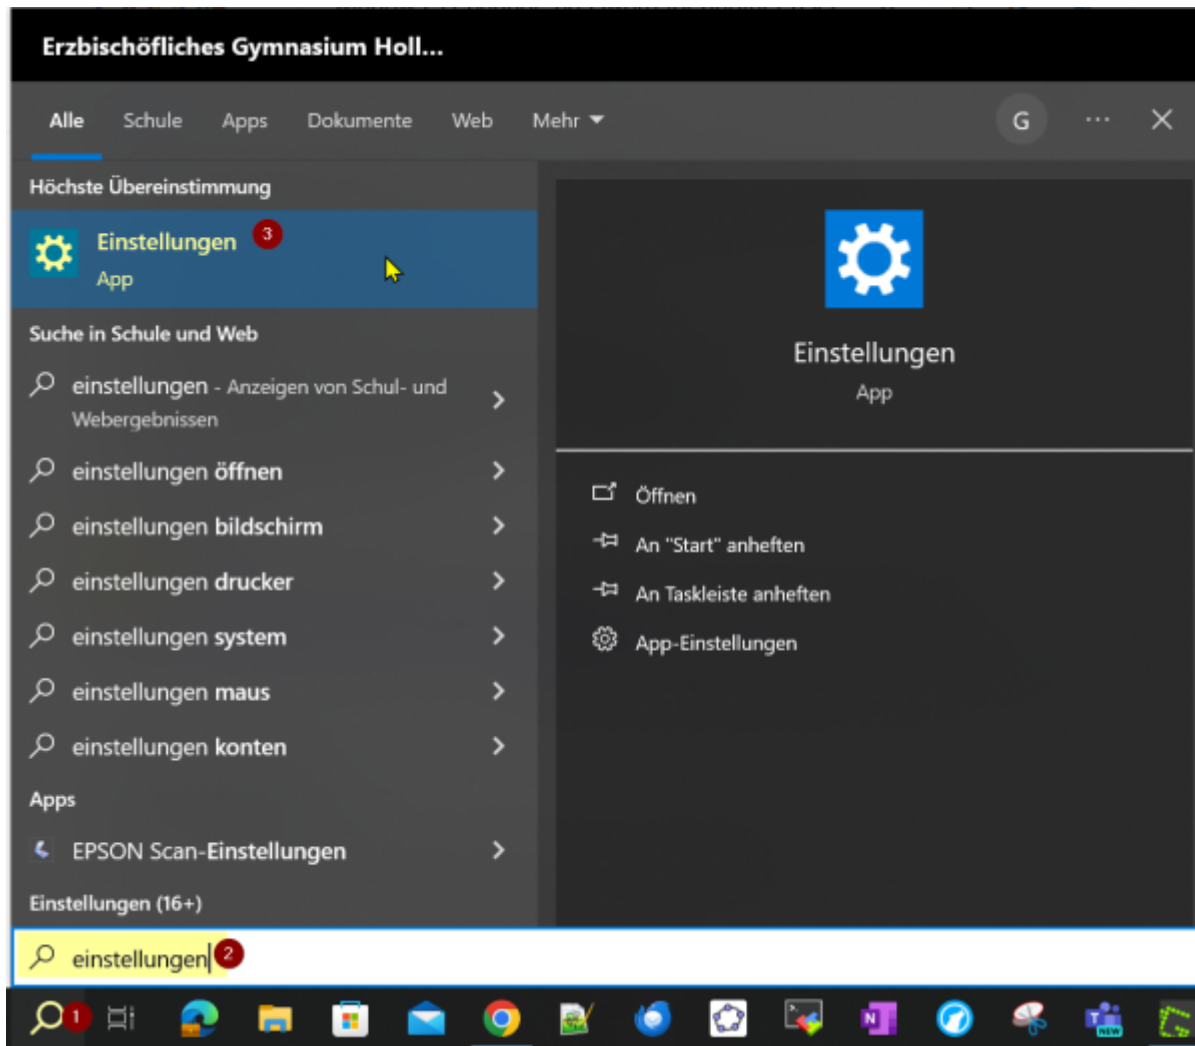 Erzbischöfliches Gymnasium Holl...
Alle Schule Apps Dokumente Web Mehr G ... 
Höchste Übereinstimmung
Einstellungen 3
App
Suche in Schule und Web
einstellungen - Anzeigen von Schul- und
Webergebnissen
einstellungen öffnen
einstellungen bildschirm
einstellungen drucker
einstellungen system
einstellungen maus
einstellungen konten
Apps
EPSON Scan-Einstellungen
Einstellungen (16+)
Einstellungen
App
Öffnen
An "Start" anheften
An Taskleiste anheften
App-Einstellungen
einstellungen 2
1 N T NEW